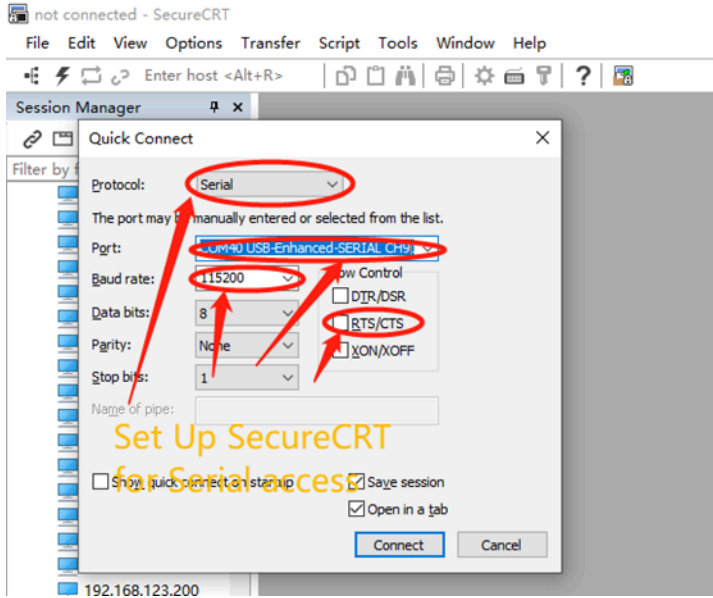 not connected - SecureCRT
File Edit View Options Transfer Script Tools Window Help
Enter host <Alt+R>
Session Manager
Filter by
Quick Connect
Protocol: Serial
The port may be manually entered or selected from the list.
Port: COM40 USB-Enhanced-SERIAL CH9
Baud rate: 115200
Flow Control
DTR/DSR
Data bits: 8
RTS/CTS
Parity: None
XON/XOFF
Stop bits: 1
Name of pipe:
Set Up SecureCRT
for Serial access
Show quick connect on startup
Save session
Open in a tab
Connect Cancel
192.168.123.200